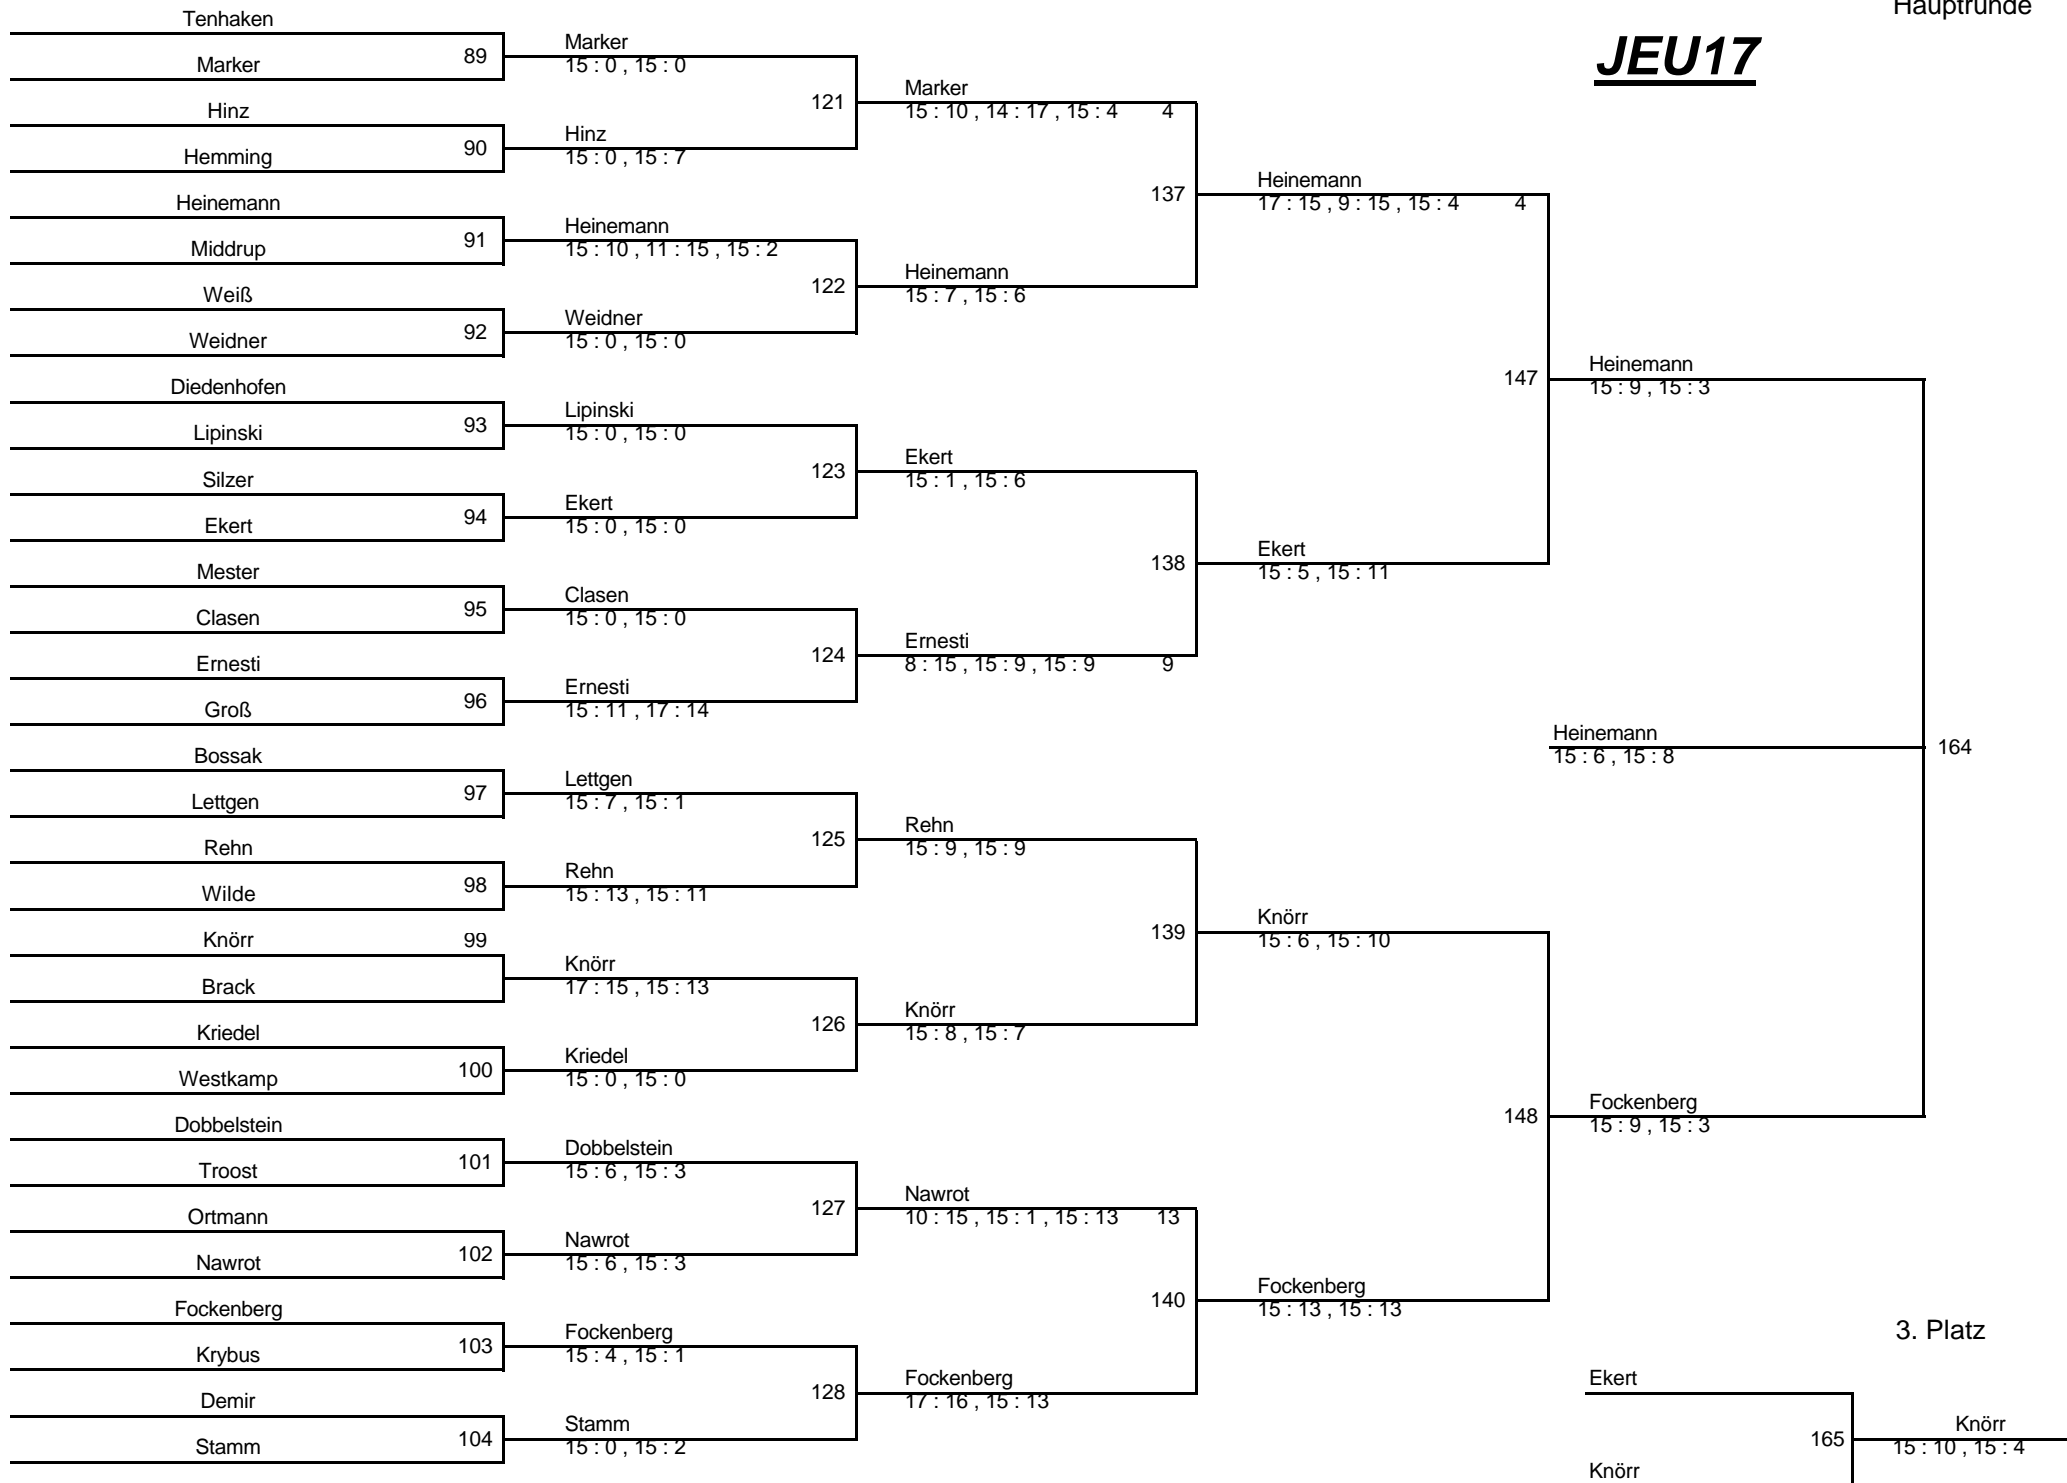 Hauptrunde
JEU17
Tenhaken
Marker
89
Hinz
Hemming
90
Heinemann
Middrup
91
Weiß
Weidner
92
Diedenhofen
Lipinski
93
Silzer
Ekert
94
Mester
Clasen
95
Ernesti
Groß
96
Bossak
Lettgen
97
Rehn
Wilde
98
Knörr
99
Brack
Kriedel
Westkamp
100
Dobbelstein
Troost
101
Ortmann
Nawrot
102
Fockenberg
Krybus
103
Demir
Stamm
104
Marker
15 : 0 , 15 : 0
121
Hinz
15 : 0 , 15 : 7
Heinemann
15 : 10 , 11 : 15 , 15 : 2
122
Weidner
15 : 0 , 15 : 0
Lipinski
15 : 0 , 15 : 0
123
Ekert
15 : 0 , 15 : 0
Clasen
15 : 0 , 15 : 0
124
Ernesti
15 : 11 , 17 : 14
Lettgen
15 : 7 , 15 : 1
125
Rehn
15 : 13 , 15 : 11
Knörr
17 : 15 , 15 : 13
126
Kriedel
15 : 0 , 15 : 0
Dobbelstein
15 : 6 , 15 : 3
127
Nawrot
15 : 6 , 15 : 3
Fockenberg
15 : 4 , 15 : 1
128
Stamm
15 : 0 , 15 : 2
Marker
15 : 10 , 14 : 17 , 15 : 4 4
137
Heinemann
15 : 7 , 15 : 6
Ekert
15 : 1 , 15 : 6
138
Ernesti
8 : 15 , 15 : 9 , 15 : 9 9
Rehn
15 : 9 , 15 : 9
139
Knörr
15 : 8 , 15 : 7
Nawrot
10 : 15 , 15 : 1 , 15 : 13 13
140
Fockenberg
17 : 16 , 15 : 13
Heinemann
17 : 15 , 9 : 15 , 15 : 4 4
147
Ekert
15 : 5 , 15 : 11
Knörr
15 : 6 , 15 : 10
148
Fockenberg
15 : 13 , 15 : 13
Heinemann
15 : 9 , 15 : 3
Heinemann
15 : 6 , 15 : 8
164
Fockenberg
15 : 9 , 15 : 3
3. Platz
Ekert
165
Knörr
Knörr
15 : 10 , 15 : 4